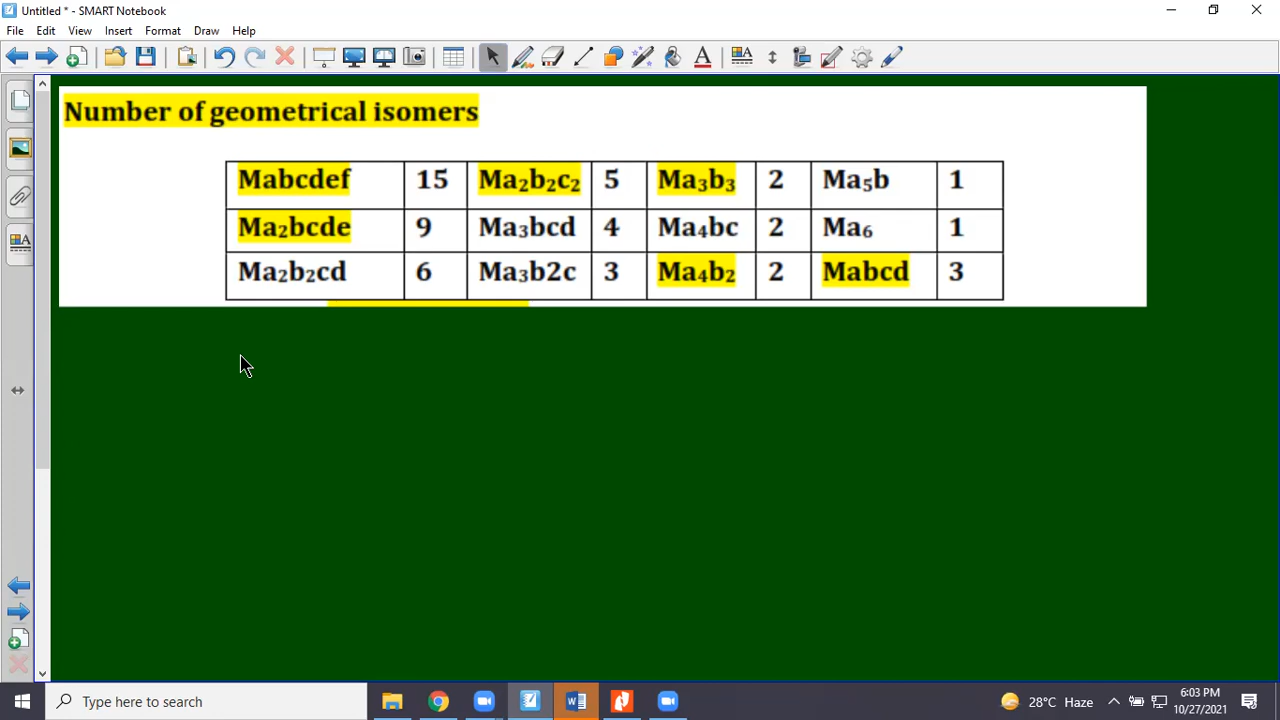 Untitled * - SMART Notebook
File Edit View Insert Format Draw Help
Number of geometrical isomers
Mabcdef 15 Ma₂b₂c₂ 5 Ma₃b₃ 2 Ma₅b 1
Ma₂bcde 9 Ma₃bcd 4 Ma₄bc 2 Ma₆ 1
Ma₂b₂cd 6 Ma₃b2c 3 Ma₄b₂ 2 Mabcd 3
Type here to search
28°C Haze
6:03 PM
10/27/2021